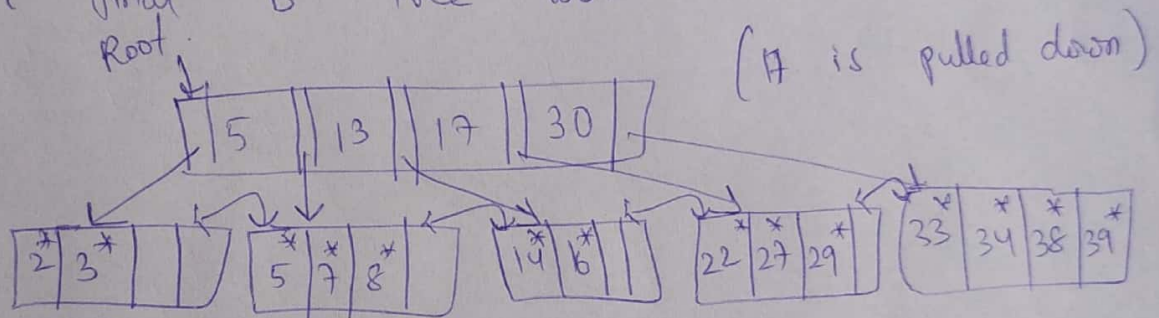 Root
(17 is pulled down)
5 13 17 30
2* 3* 5* 7* 8* 14* 16* 22* 27* 29* 33* 34* 38* 39*